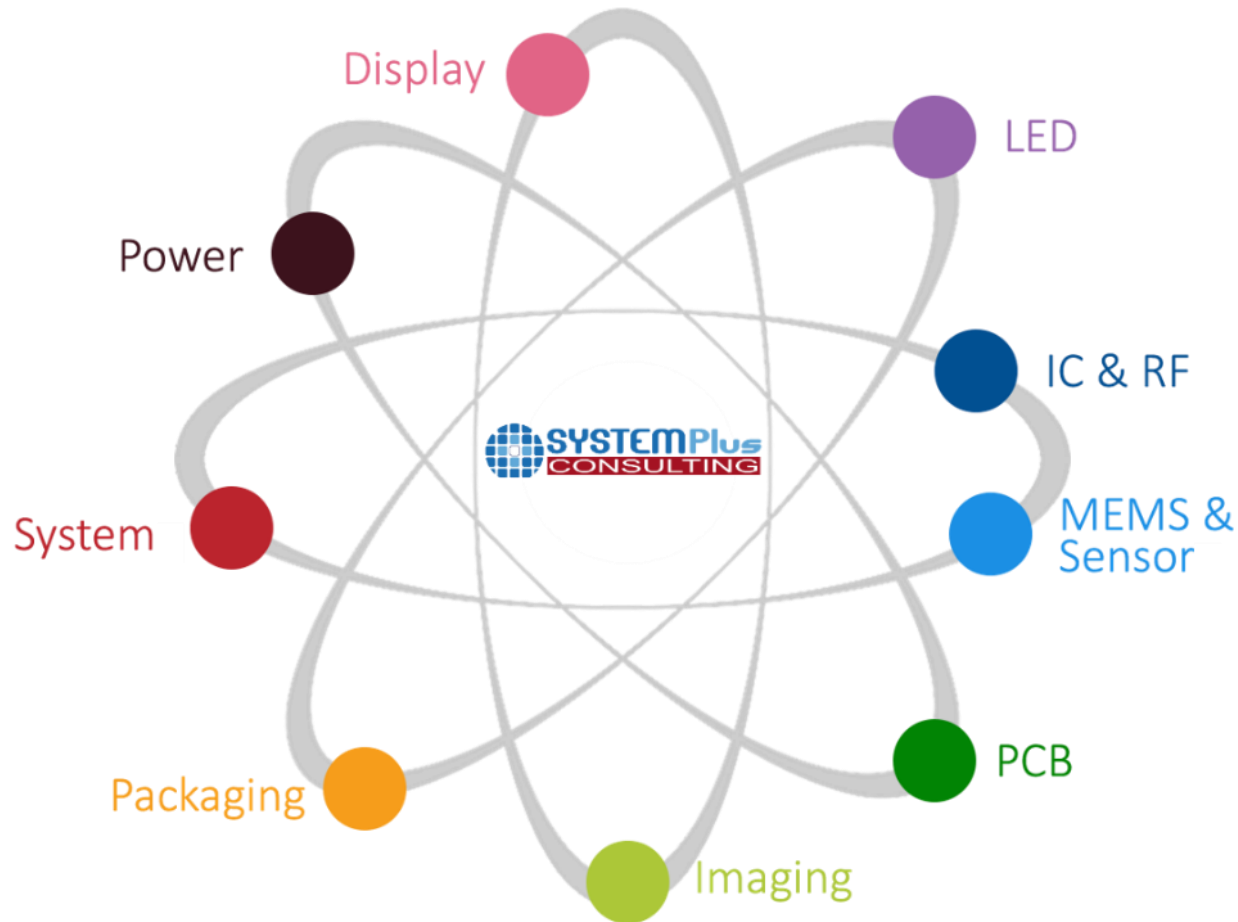 Display
LED
Power
IC & RF
SYSTEMPlus
CONSULTING
MEMS &
Sensor
System
PCB
Packaging
Imaging